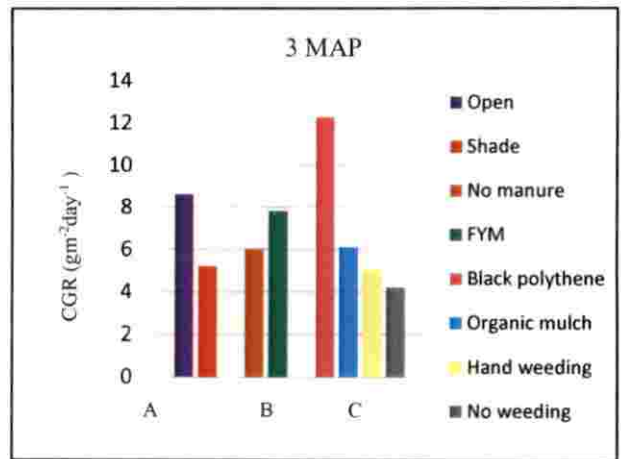 3 MAP
14
12
10
8
6
4
2
0
CGR (gm⁻²day⁻¹ )
A B C
Open
Shade
No manure
FYM
Black polythene
Organic mulch
Hand weeding
No weeding